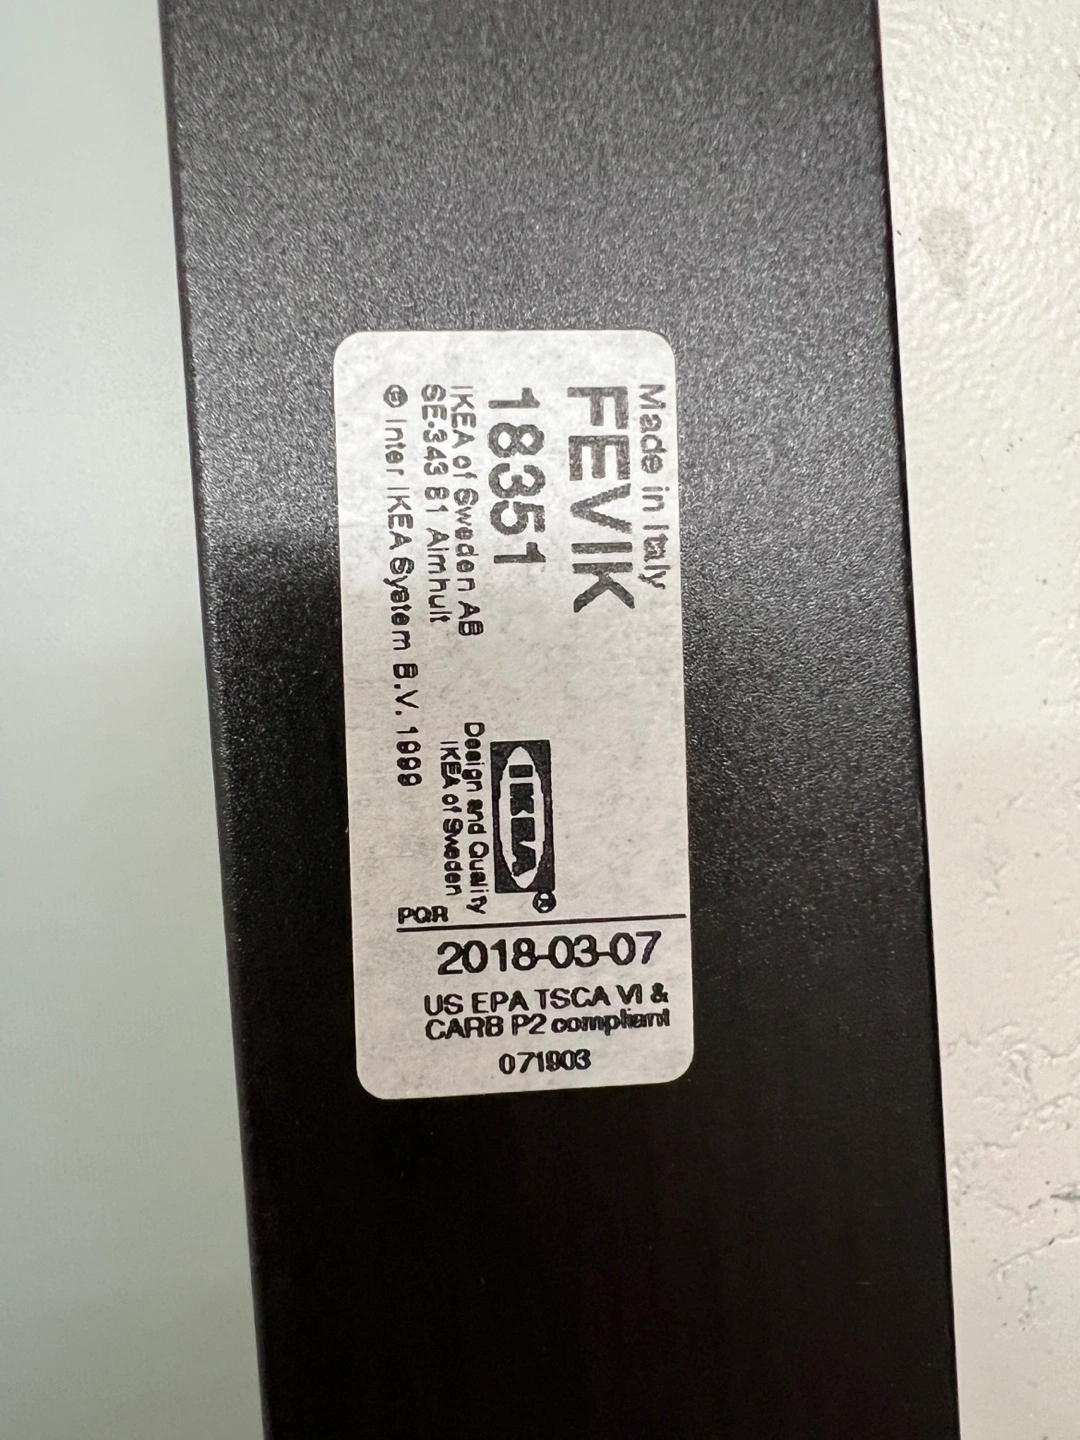 Made in Italy
FEVIK
18351
IKEA of Sweden AB
SE-343 81 Almhult
© Inter IKEA System B.V. 1999
IKEA®
Design and Quality
IKEA of Sweden
PQR
2018-03-07
US EPA TSCA VI &
CARB P2 compliant
071903